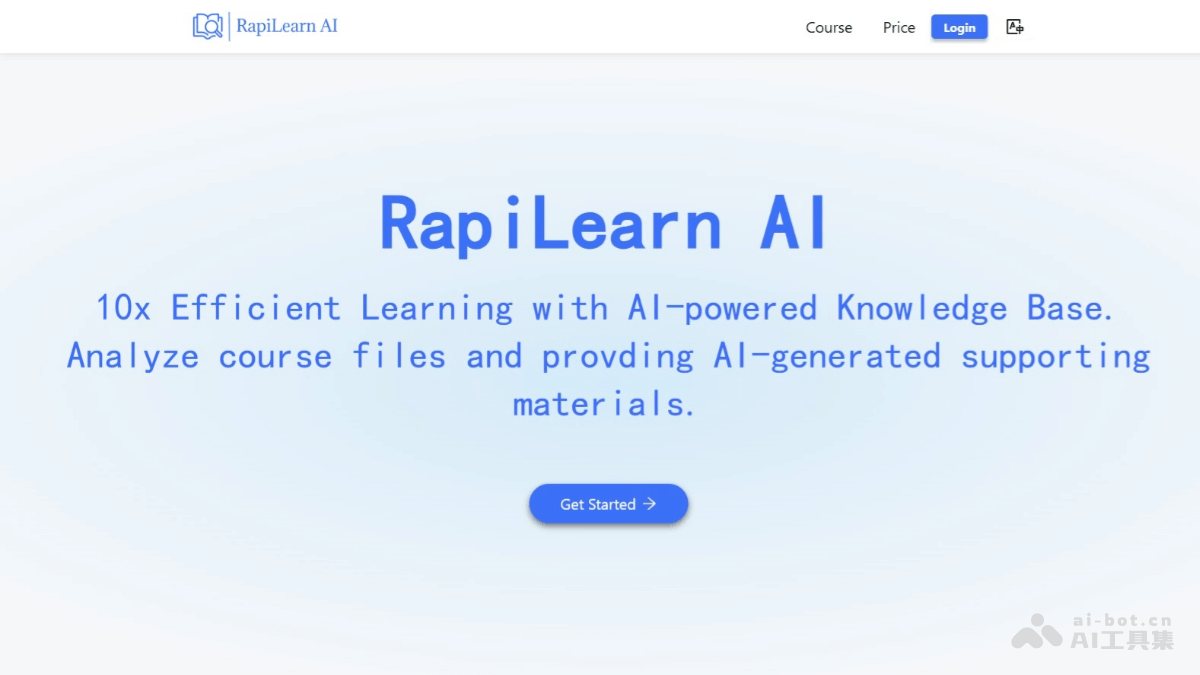 RapiLearn AI
Course
Price
Login
RapiLearn AI
10x Efficient Learning with AI-powered Knowledge Base.
Analyze course files and provding AI-generated supporting
materials.
Get Started →
ai-bot.cn
AI工具集